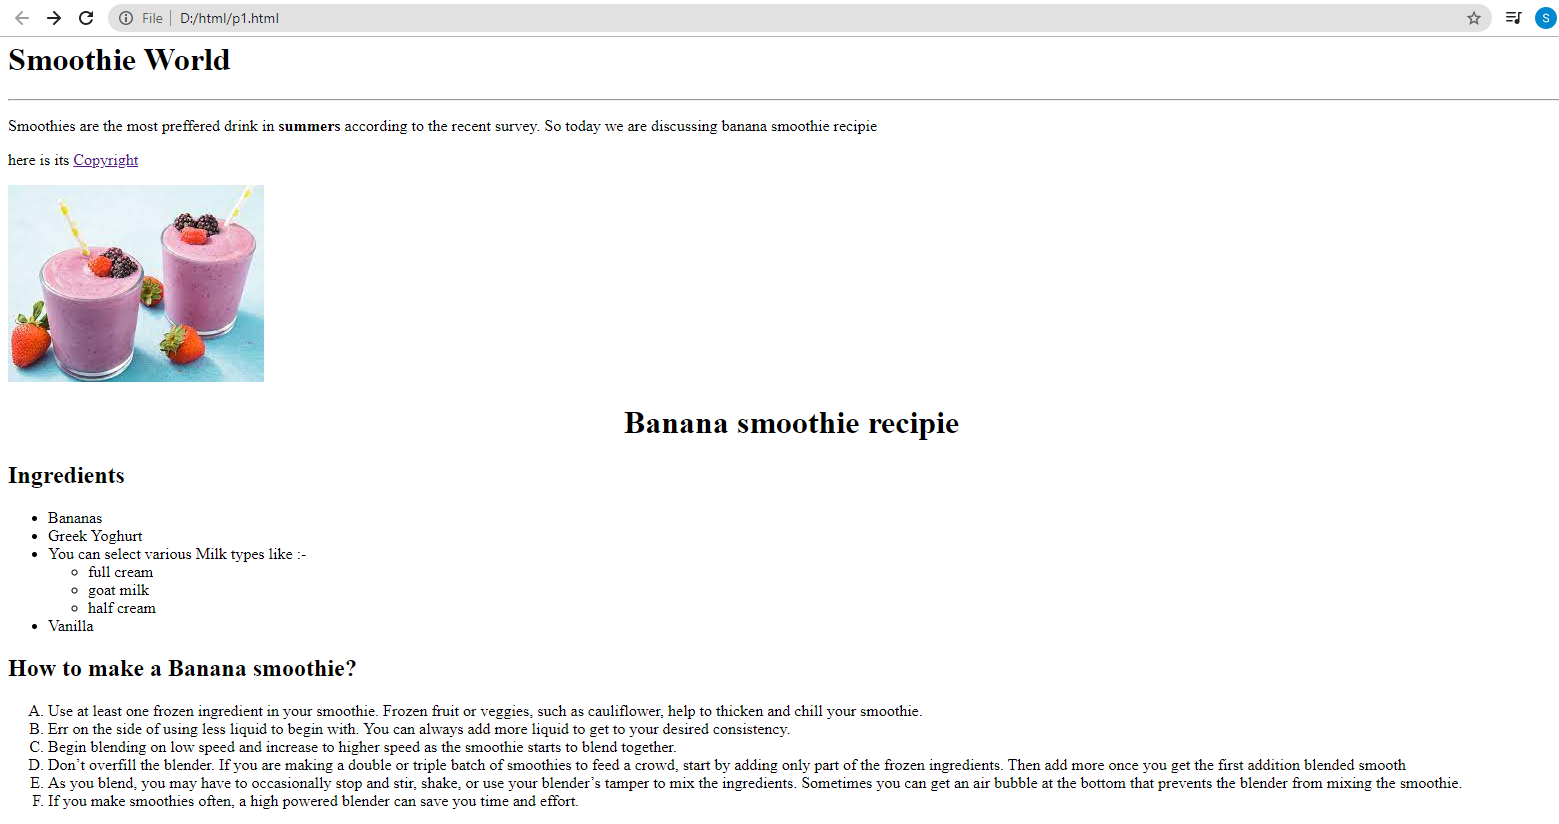 File | D:/html/p1.html
S
Smoothie World
Smoothies are the most preffered drink in summers according to the recent survey. So today we are discussing banana smoothie recipie
here is its Copyright
Banana smoothie recipie
Ingredients
• Bananas
• Greek Yoghurt
• You can select various Milk types like :-
◦ full cream
◦ goat milk
◦ half cream
• Vanilla
How to make a Banana smoothie?
A. Use at least one frozen ingredient in your smoothie. Frozen fruit or veggies, such as cauliflower, help to thicken and chill your smoothie.
B. Err on the side of using less liquid to begin with. You can always add more liquid to get to your desired consistency.
C. Begin blending on low speed and increase to higher speed as the smoothie starts to blend together.
D. Don’t overfill the blender. If you are making a double or triple batch of smoothies to feed a crowd, start by adding only part of the frozen ingredients. Then add more once you get the first addition blended smooth
E. As you blend, you may have to occasionally stop and stir, shake, or use your blender’s tamper to mix the ingredients. Sometimes you can get an air bubble at the bottom that prevents the blender from mixing the smoothie.
F. If you make smoothies often, a high powered blender can save you time and effort.